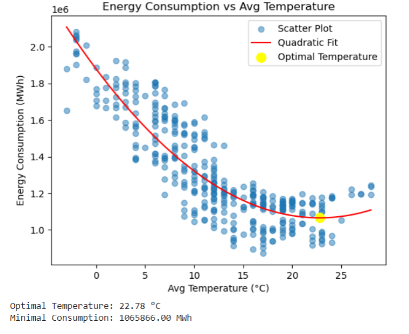 Energy Consumption vs Avg Temperature
1e6
Scatter Plot
Quadratic Fit
Optimal Temperature
2.0
1.8
1.6
1.4
1.2
1.0
Energy Consumption (MWh)
0 5 10 15 20 25
Avg Temperature (°C)
Optimal Temperature: 22.78 °C
Minimal Consumption: 1065866.00 MWh